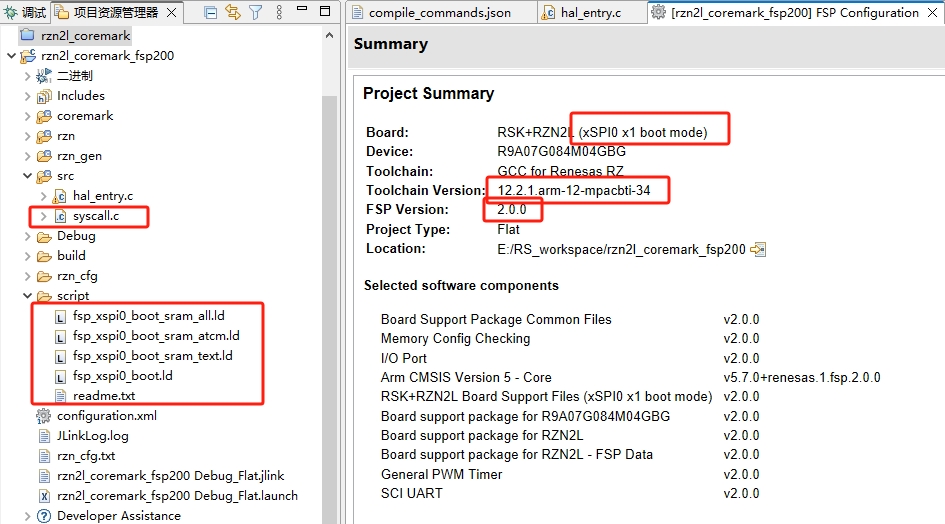 调试
项目资源管理器
rzn2l_coremark
rzn2l_coremark_fsp200
二进制
Includes
coremark
rzn
rzn_gen
src
hal_entry.c
syscall.c
Debug
build
rzn_cfg
script
fsp_xspi0_boot_sram_all.ld
fsp_xspi0_boot_sram_atcm.ld
fsp_xspi0_boot_sram_text.ld
fsp_xspi0_boot.ld
readme.txt
configuration.xml
JLinkLog.log
rzn_cfg.txt
rzn2l_coremark_fsp200 Debug_Flat.jlink
rzn2l_coremark_fsp200 Debug_Flat.launch
Developer Assistance
compile_commands.json
hal_entry.c
[rzn2l_coremark_fsp200] FSP Configuration
Summary
Project Summary
Board: RSK+RZN2L (xSPI0 x1 boot mode)
Device: R9A07G084M04GBG
Toolchain: GCC for Renesas RZ
Toolchain Version: 12.2.1.arm-12-mpacbti-34
FSP Version: 2.0.0
Project Type: Flat
Location: E:/RS_workspace/rzn2l_coremark_fsp200
Selected software components
Board Support Package Common Files v2.0.0
Memory Config Checking v2.0.0
I/O Port v2.0.0
Arm CMSIS Version 5 - Core v5.7.0+renesas.1.fsp.2.0.0
RSK+RZN2L Board Support Files (xSPI0 x1 boot mode) v2.0.0
Board support package for R9A07G084M04GBG v2.0.0
Board support package for RZN2L v2.0.0
Board support package for RZN2L - FSP Data v2.0.0
General PWM Timer v2.0.0
SCI UART v2.0.0